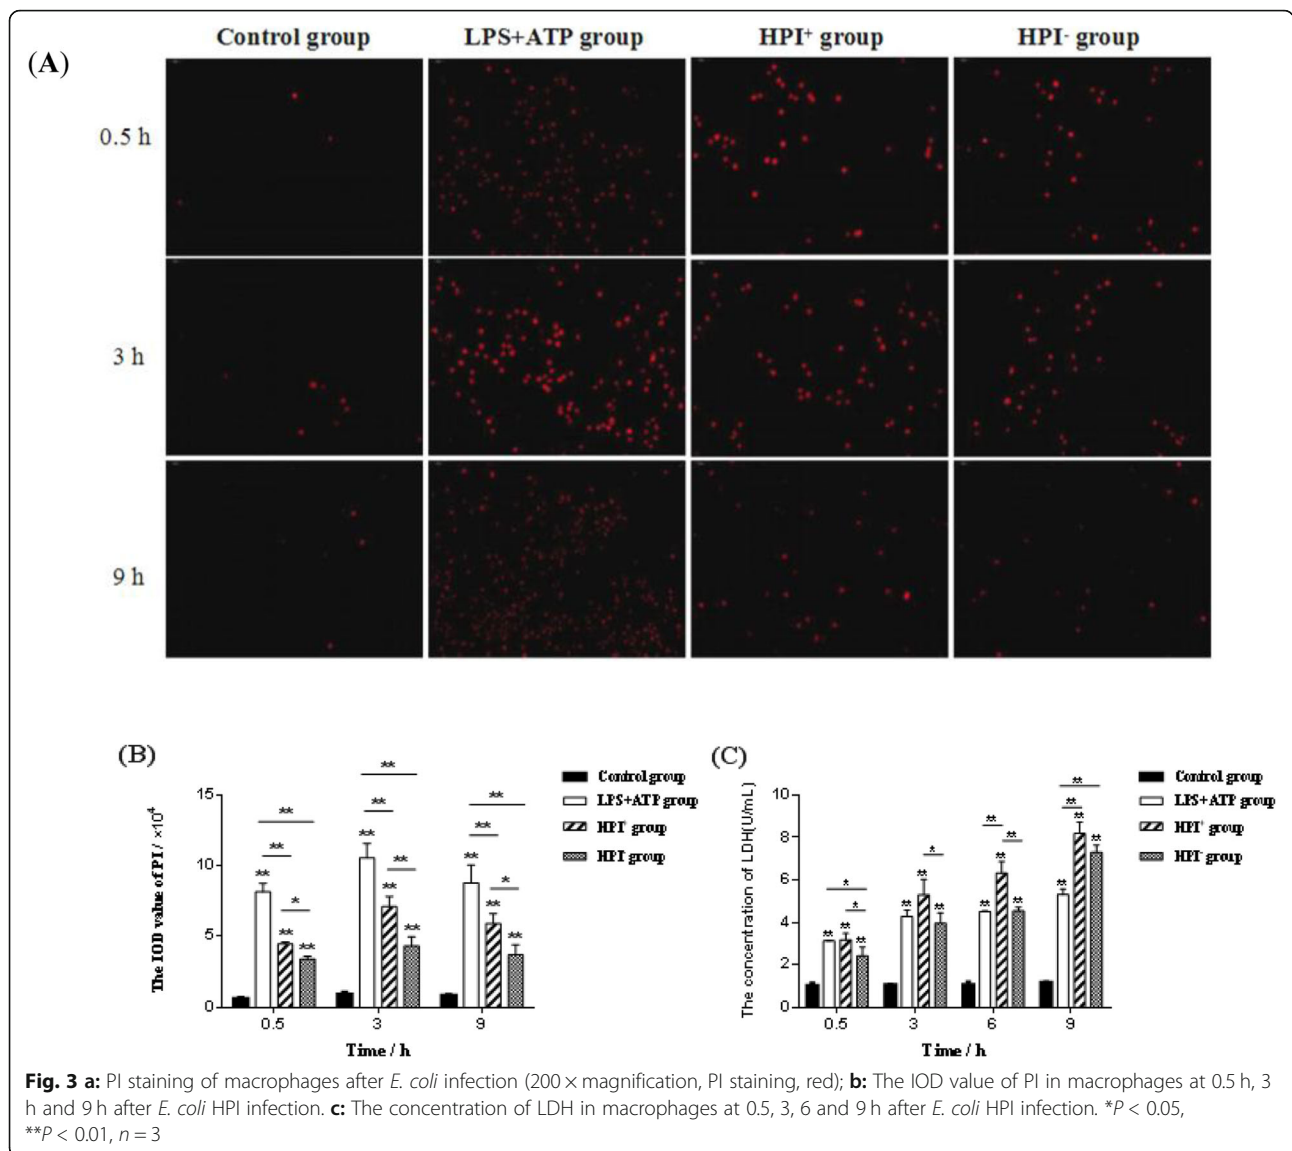 Control group LPS+ATP group HPI+ group HPI- group
(A)
0.5 h
3 h
9 h
(B)
The IOD value of PI / ×10⁴
15
10
5
0
** ** ** ** ** *
** ** ** ** ** **
** ** ** ** ** *
0.5 3 9
Time / h
Control group
LPS+ATP group
HPI+ group
HPI- group
(C)
The concentration of LDH(U/mL)
10
8
6
4
2
0
* * ** ** **
* ** ** **
** ** ** ** **
** ** ** ** **
0.5 3 6 9
Time / h
Control group
LPS+ATP group
HPI+ group
HPI- group
Fig. 3 a: PI staining of macrophages after E. coli infection (200 × magnification, PI staining, red); b: The IOD value of PI in macrophages at 0.5 h, 3
h and 9 h after E. coli HPI infection. c: The concentration of LDH in macrophages at 0.5, 3, 6 and 9 h after E. coli HPI infection. *P < 0.05,
**P < 0.01, n = 3